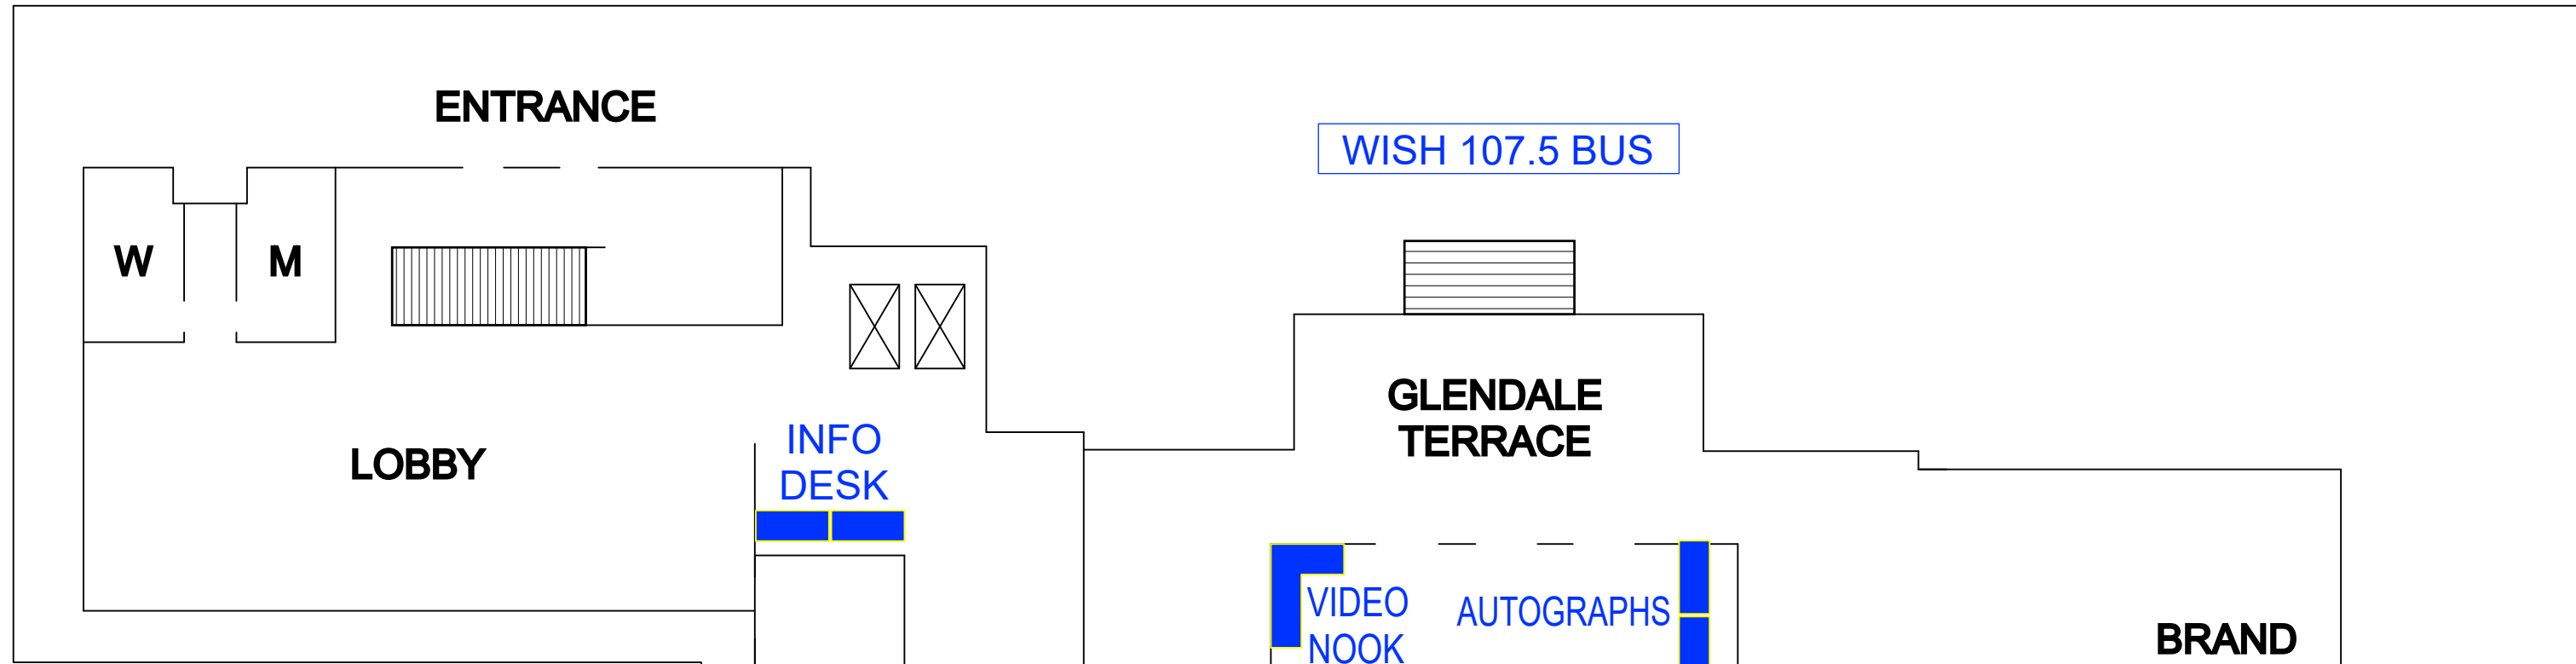 ENTRANCE
WISH 107.5 BUS
W
M
GLENDALE
TERRACE
INFO
DESK
LOBBY
VIDEO
NOOK
AUTOGRAPHS
BRAND